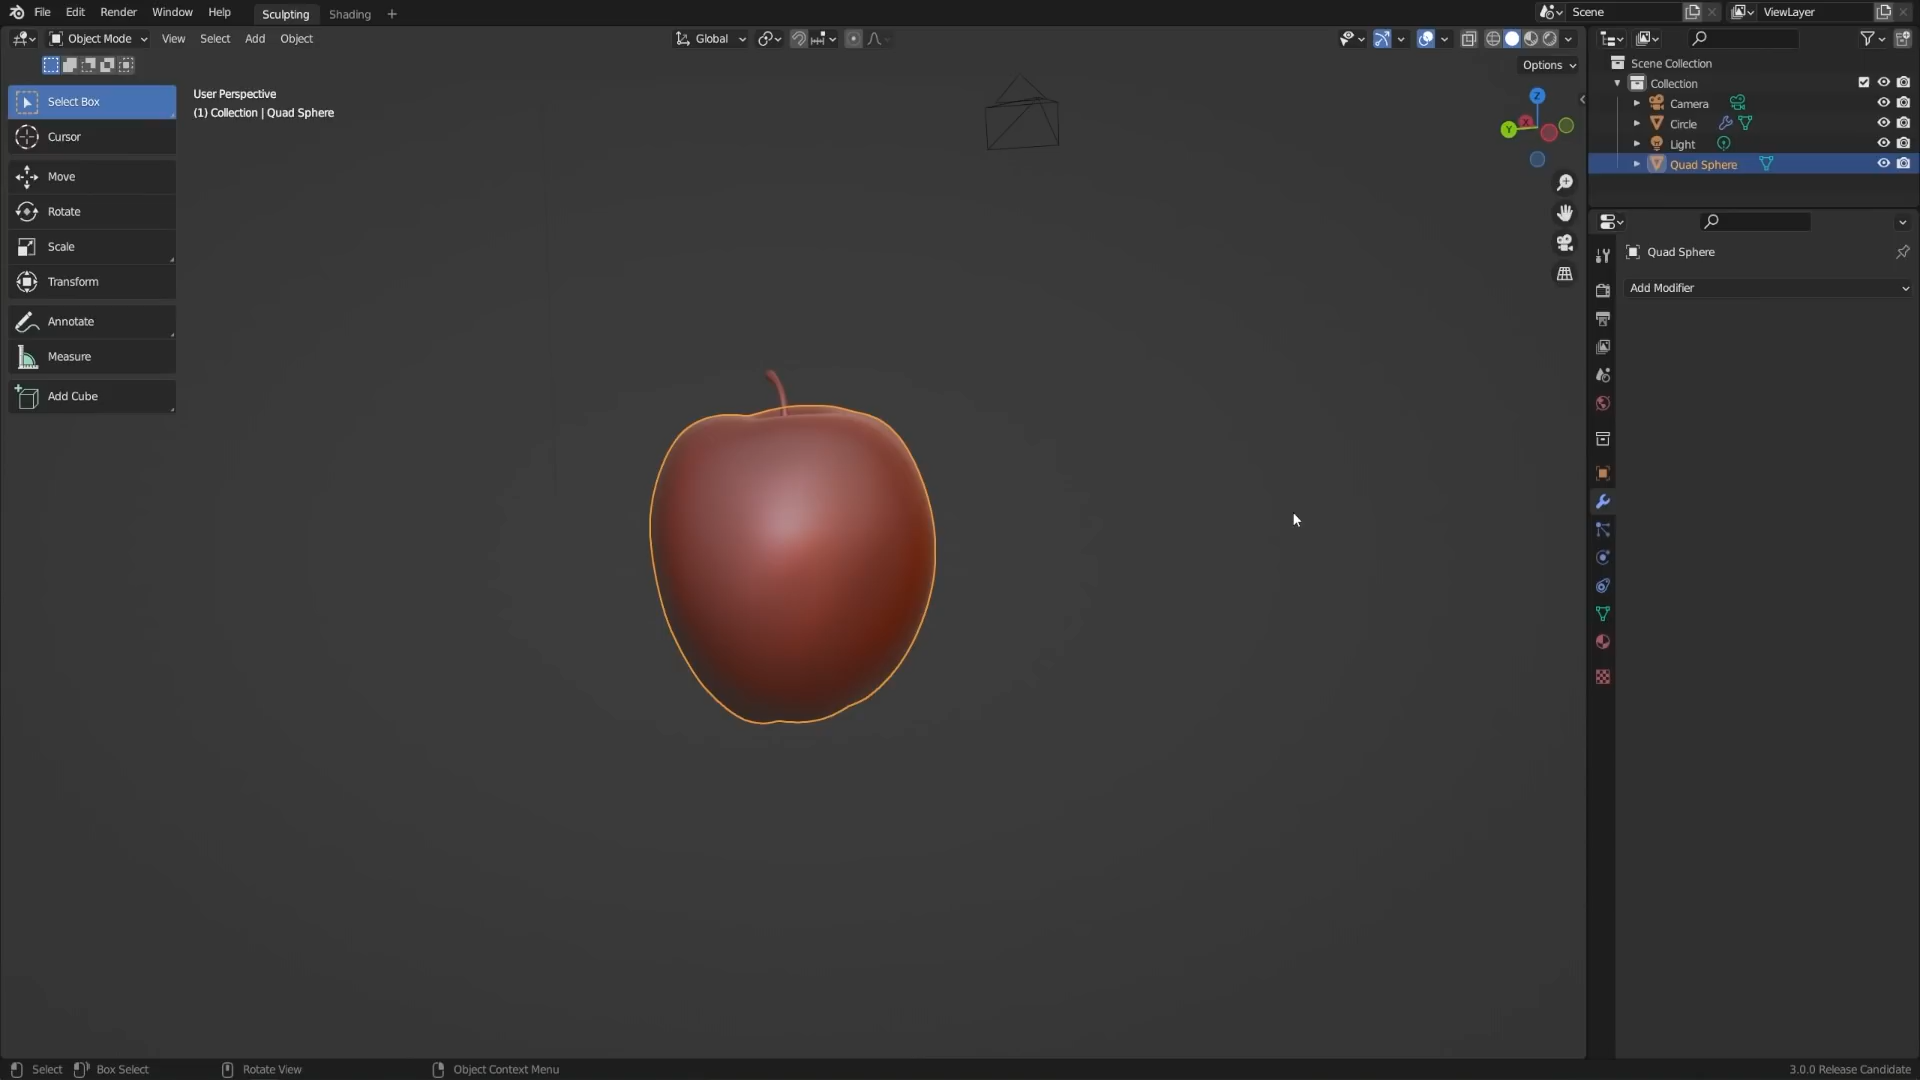 File Edit Render Window Help Sculpting Shading + Scene ViewLayer
Object Mode View Select Add Object Global
Options
Select Box
Cursor
Move
Rotate
Scale
Transform
Annotate
Measure
Add Cube
User Perspective
(1) Collection | Quad Sphere
Z
Y
X
Scene Collection
Collection
Camera
Circle
Light
Quad Sphere
Quad Sphere
Add Modifier
Select Box Select Rotate View Object Context Menu 3.0.0 Release Candidate